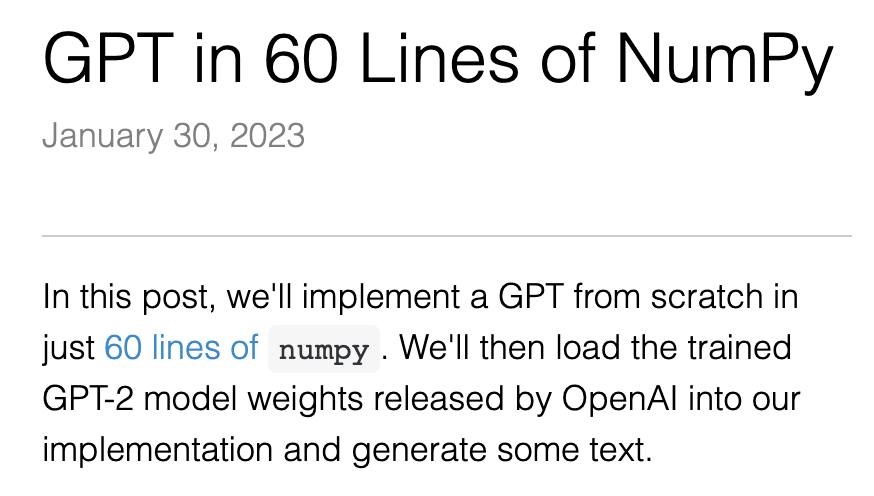 GPT in 60 Lines of NumPy
January 30, 2023
In this post, we'll implement a GPT from scratch in
just 60 lines of numpy. We'll then load the trained
GPT-2 model weights released by OpenAI into our
implementation and generate some text.